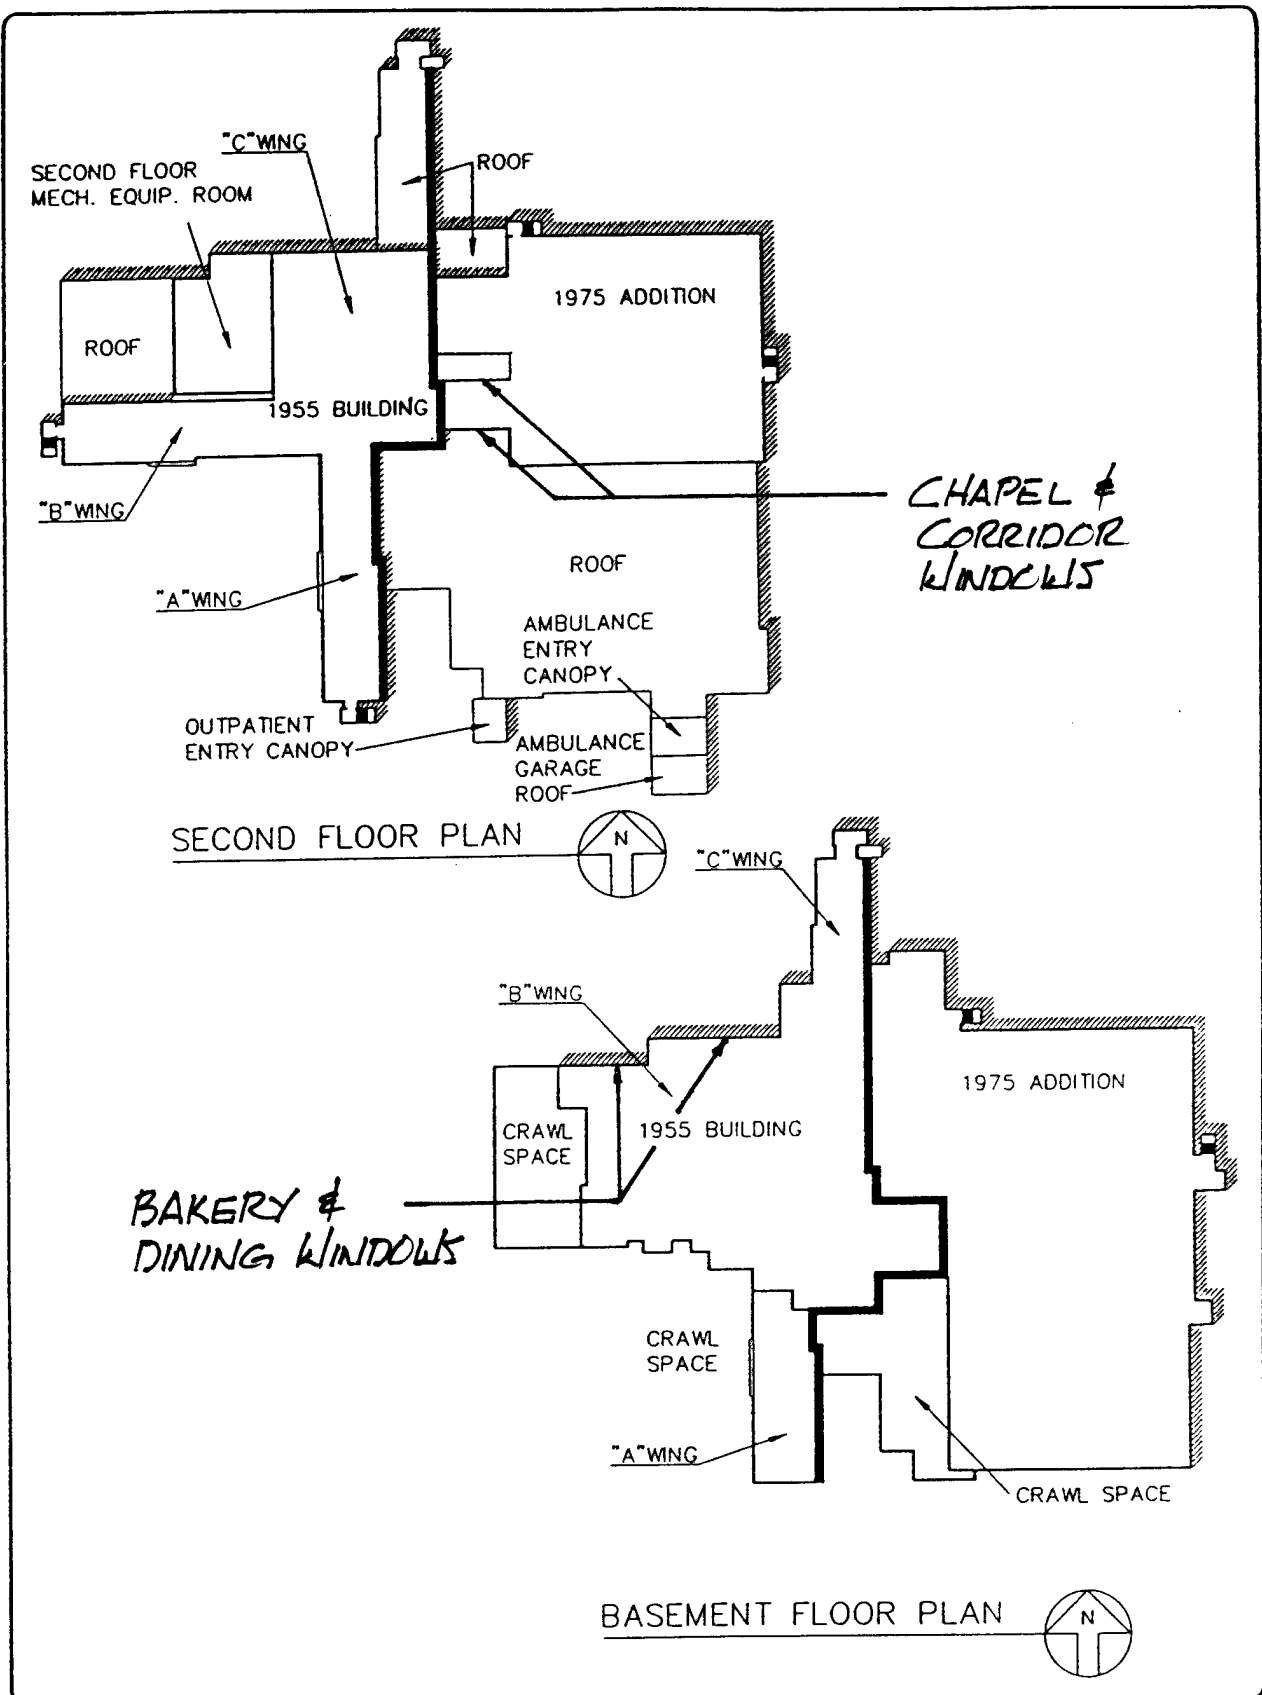 "C"WING
SECOND FLOOR
MECH. EQUIP. ROOM
ROOF
1975 ADDITION
ROOF
1955 BUILDING
"B"WING
CHAPEL &
CORRIDOR
WINDOWS
ROOF
"A"WING
AMBULANCE
ENTRY
CANOPY
OUTPATIENT
ENTRY CANOPY
AMBULANCE
GARAGE
ROOF
SECOND FLOOR PLAN
N
"C"WING
"B"WING
1975 ADDITION
CRAWL
SPACE
1955 BUILDING
BAKERY &
DINING WINDOWS
CRAWL
SPACE
"A"WING
CRAWL SPACE
BASEMENT FLOOR PLAN
N